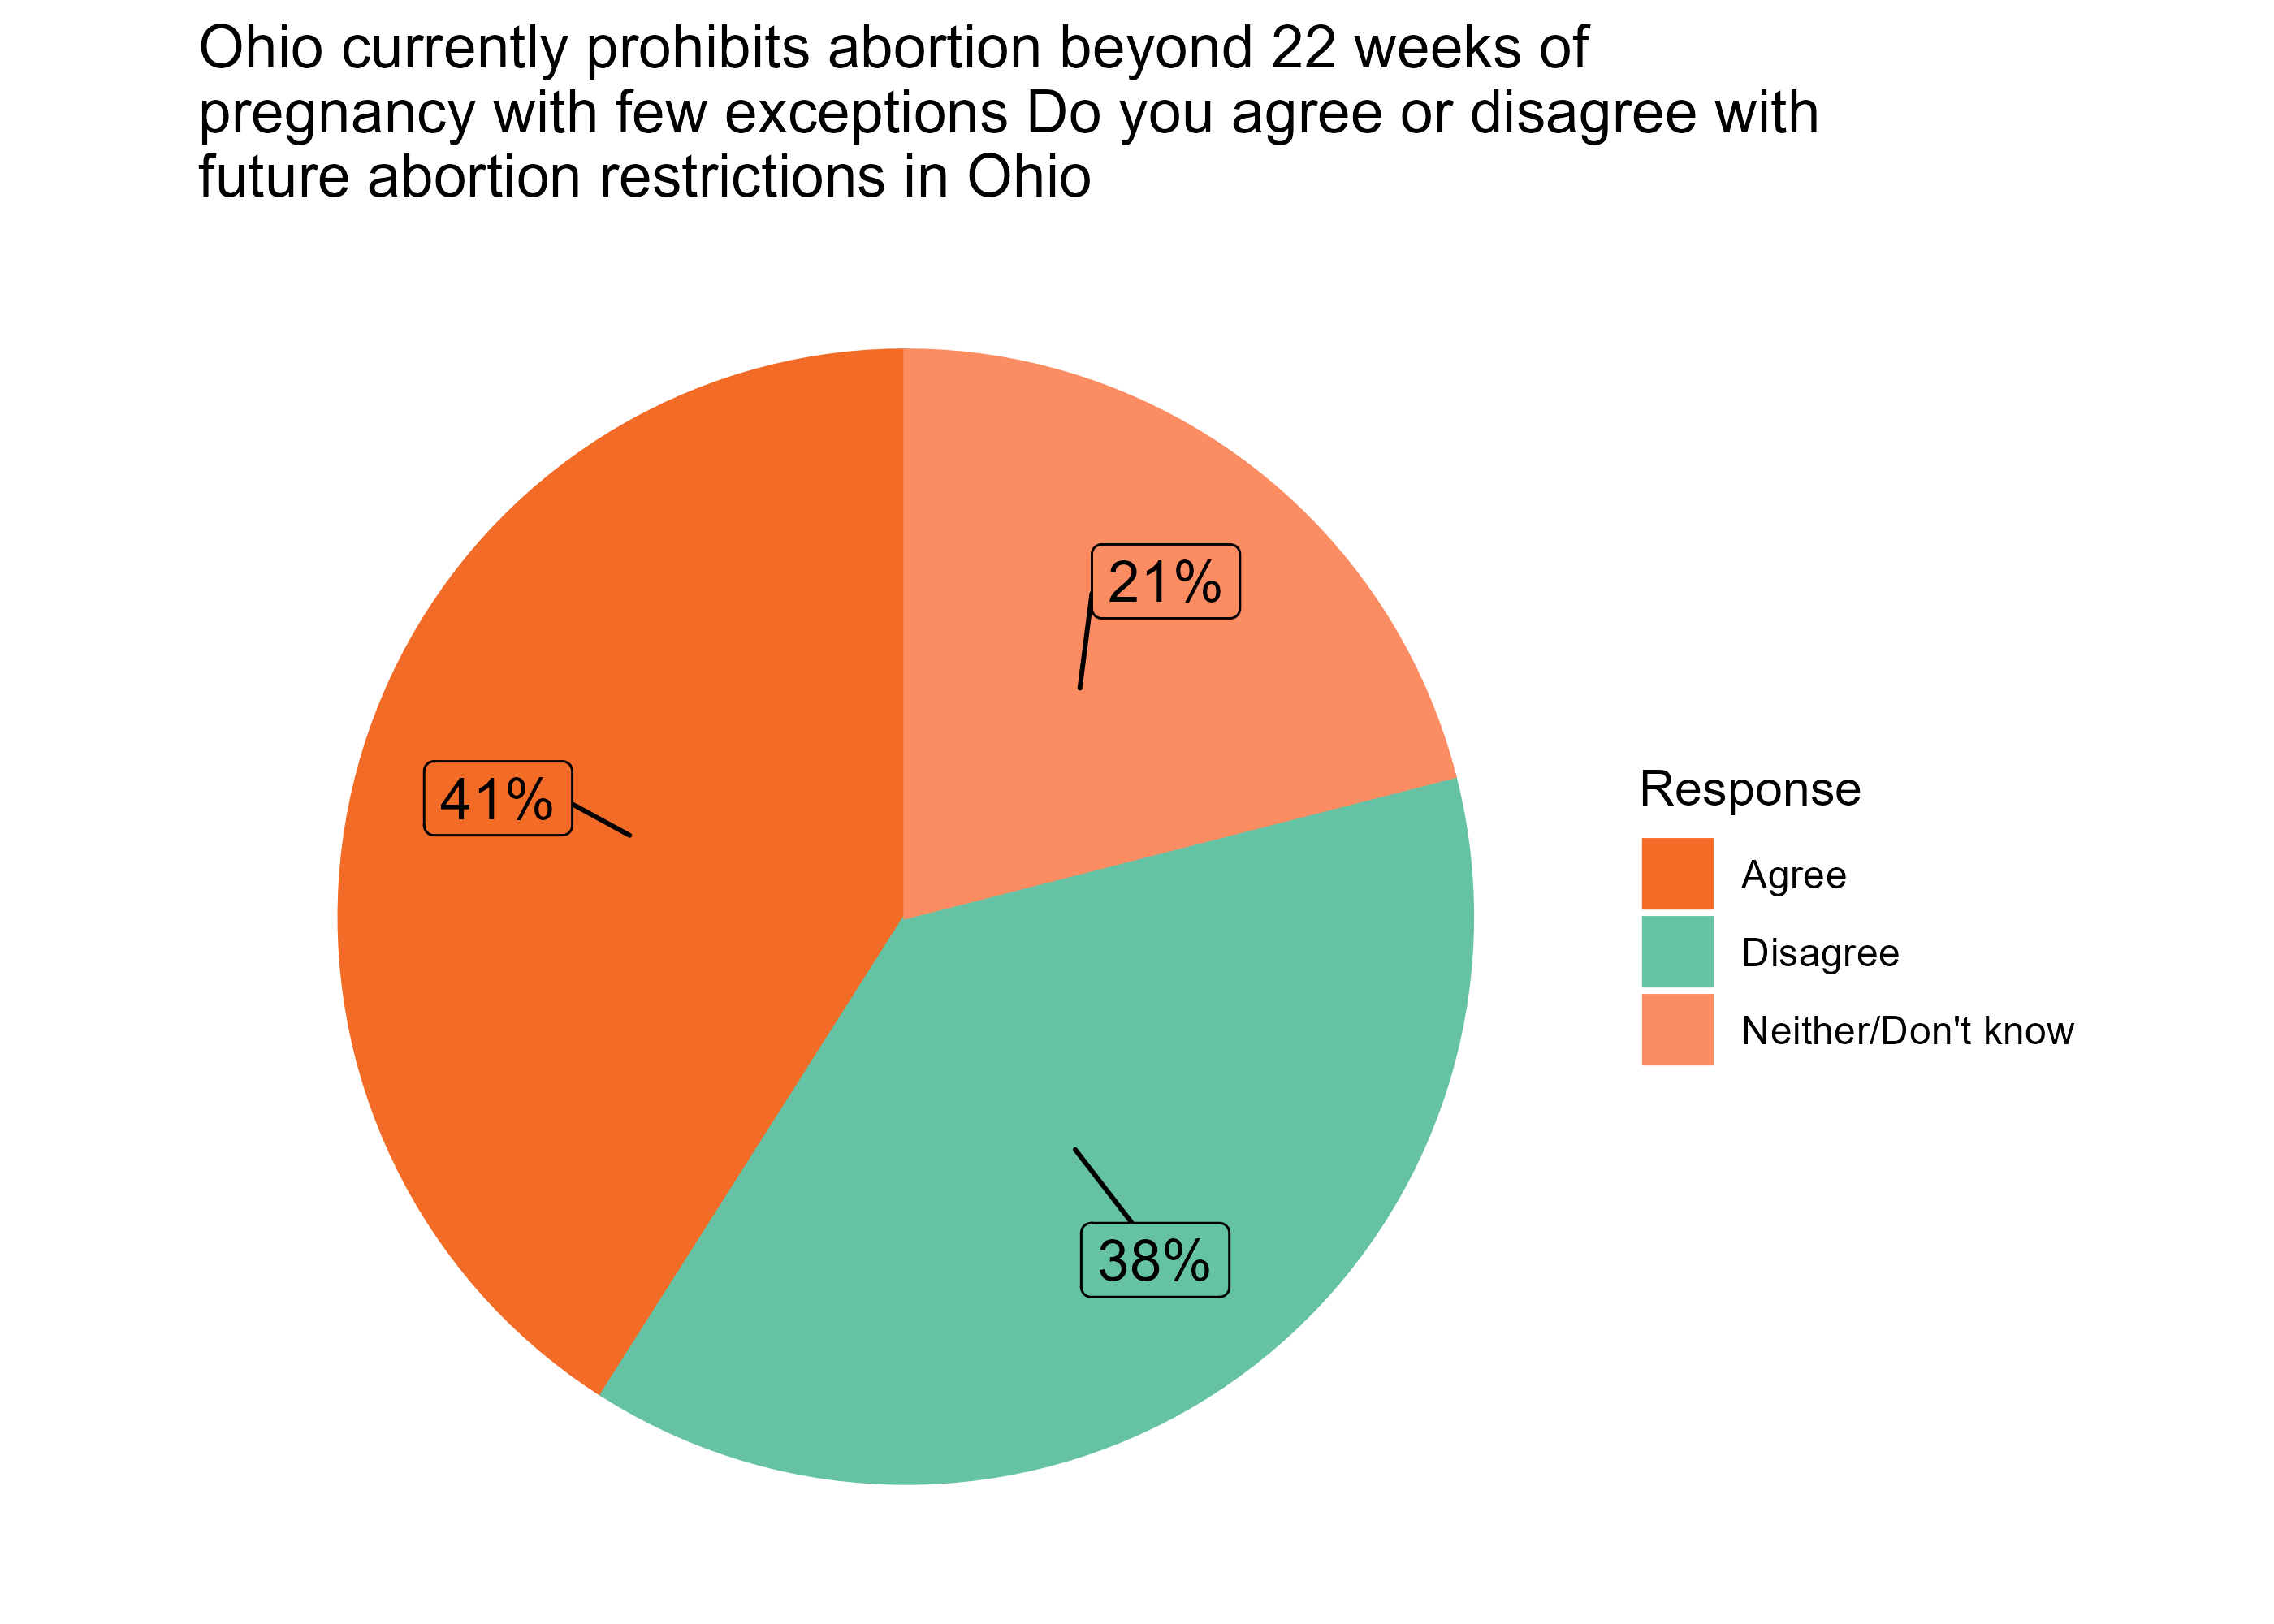 Ohio currently prohibits abortion beyond 22 weeks of
pregnancy with few exceptions Do you agree or disagree with
future abortion restrictions in Ohio
21%
41%
38%
Response
Agree
Disagree
Neither/Don't know